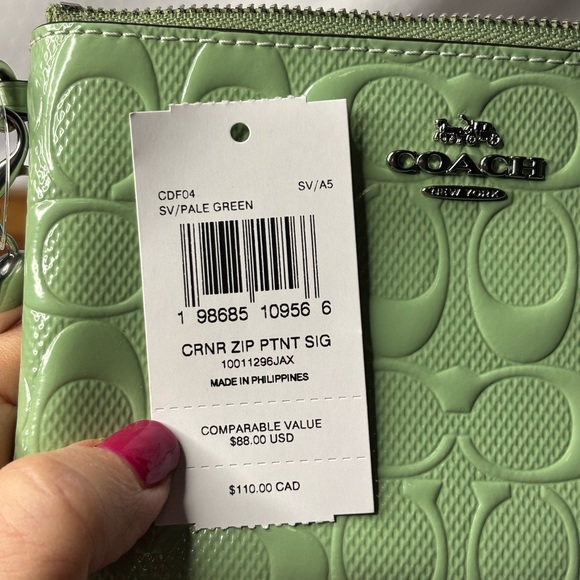 COACH
NEW YORK
CDF04 SV/A5
SV/PALE GREEN
1 98685 10956 6
CRNR ZIP PTNT SIG
10011296JAX
MADE IN PHILIPPINES
COMPARABLE VALUE
$88.00 USD
$110.00 CAD